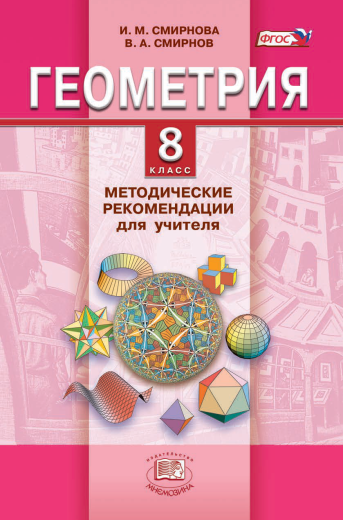 И. М. СМИРНОВА
В. А. СМИРНОВ
ФГОС
ГЕОМЕТРИЯ
8
КЛАСС
МЕТОДИЧЕСКИЕ
РЕКОМЕНДАЦИИ
для учителя
ИЗДАТЕЛЬСТВО
МНЕМОЗИНА